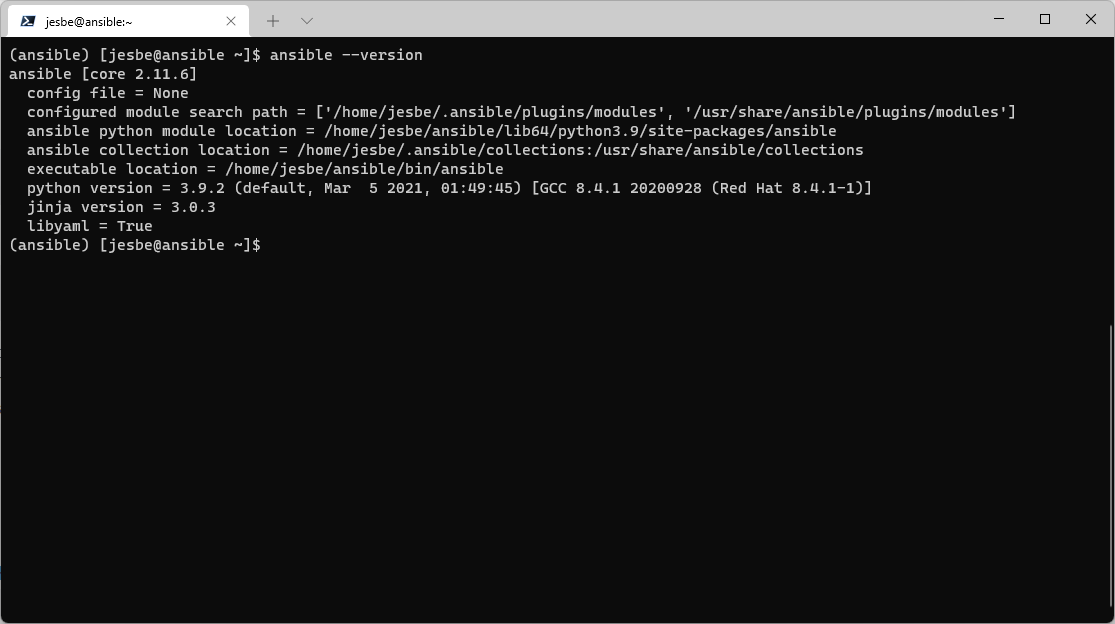 jesbe@ansible:~
(ansible) [jesbe@ansible ~]$ ansible --version
ansible [core 2.11.6]
  config file = None
  configured module search path = ['/home/jesbe/.ansible/plugins/modules', '/usr/share/ansible/plugins/modules']
  ansible python module location = /home/jesbe/ansible/lib64/python3.9/site-packages/ansible
  ansible collection location = /home/jesbe/.ansible/collections:/usr/share/ansible/collections
  executable location = /home/jesbe/ansible/bin/ansible
  python version = 3.9.2 (default, Mar  5 2021, 01:49:45) [GCC 8.4.1 20200928 (Red Hat 8.4.1-1)]
  jinja version = 3.0.3
  libyaml = True
(ansible) [jesbe@ansible ~]$